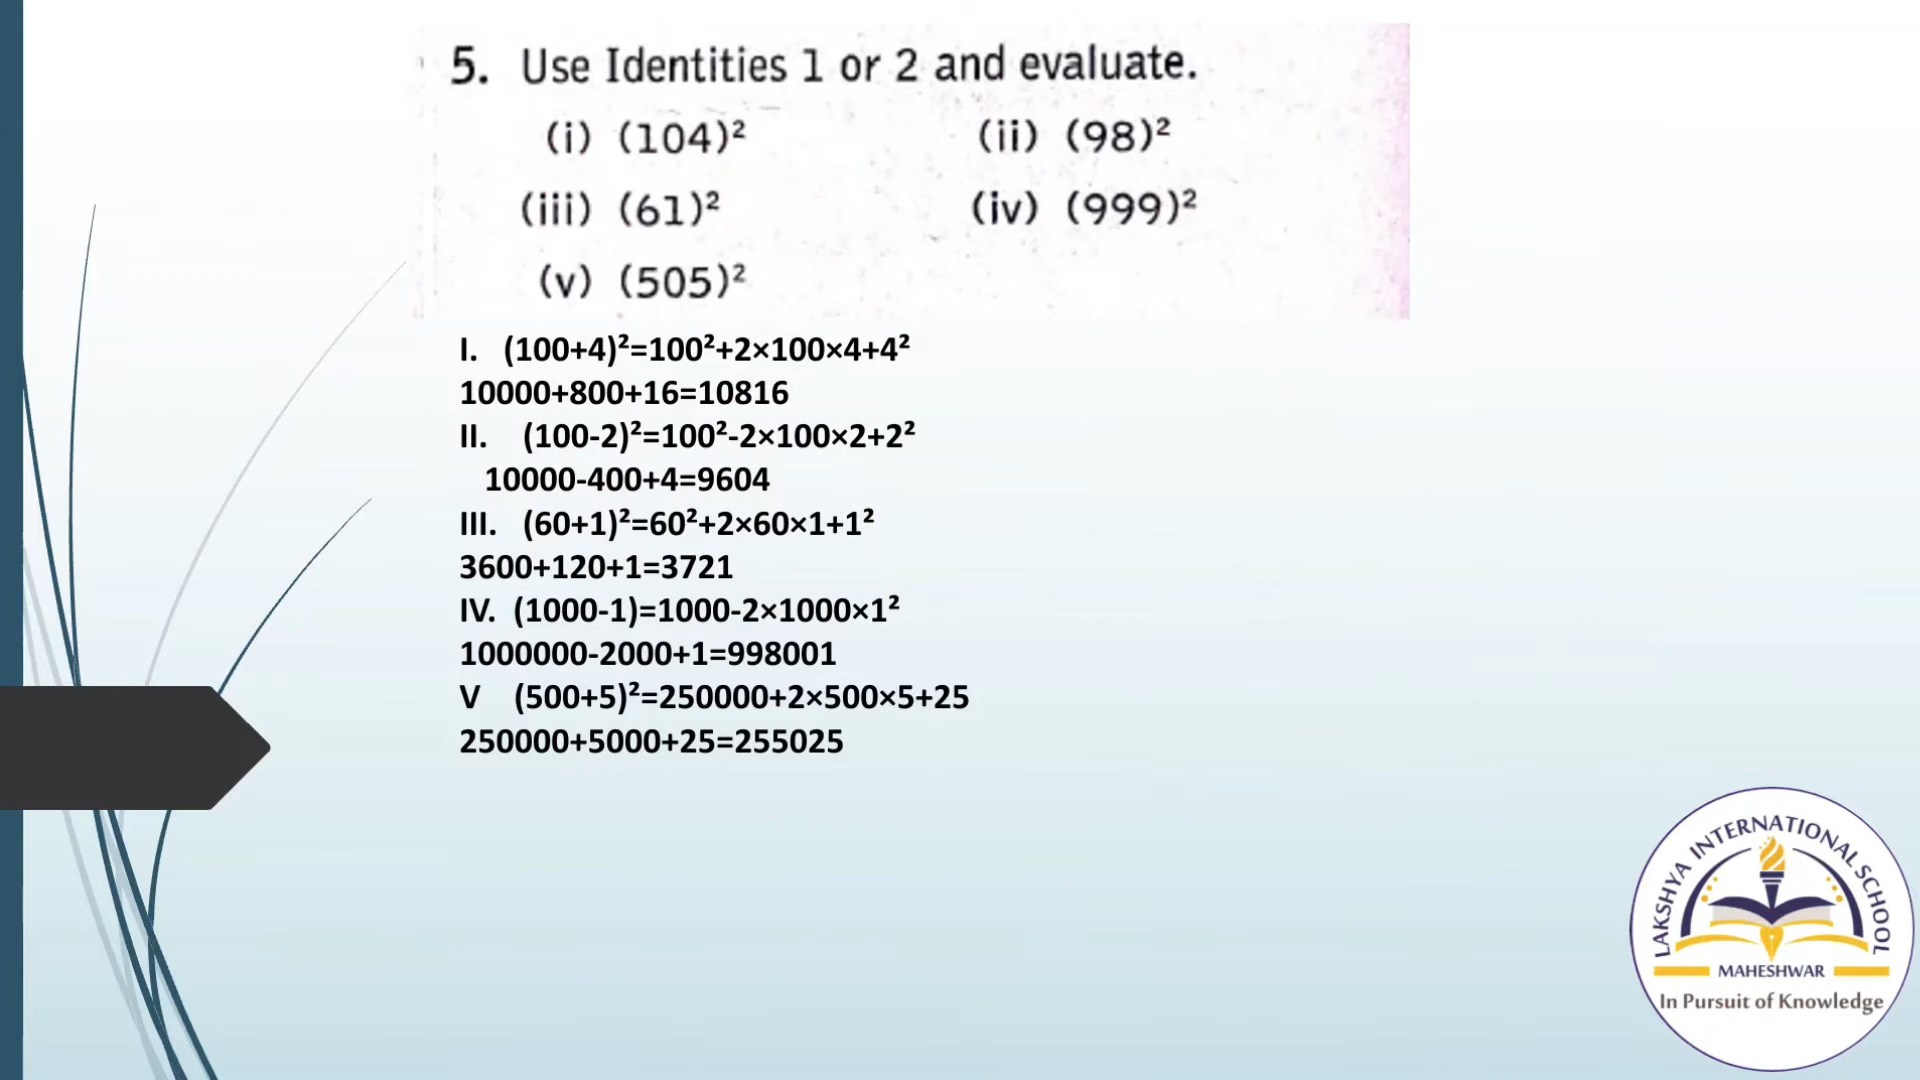 5. Use Identities 1 or 2 and evaluate.
(i) (104)² (ii) (98)²
(iii) (61)² (iv) (999)²
(v) (505)²
I. (100+4)²=100²+2×100×4+4²
10000+800+16=10816
II. (100-2)²=100²-2×100×2+2²
10000-400+4=9604
III. (60+1)²=60²+2×60×1+1²
3600+120+1=3721
IV. (1000-1)=1000-2×1000×1²
1000000-2000+1=998001
V (500+5)²=250000+2×500×5+25
250000+5000+25=255025
LAKSHYA INTERNATIONAL SCHOOL
MAHESHWAR
In Pursuit of Knowledge